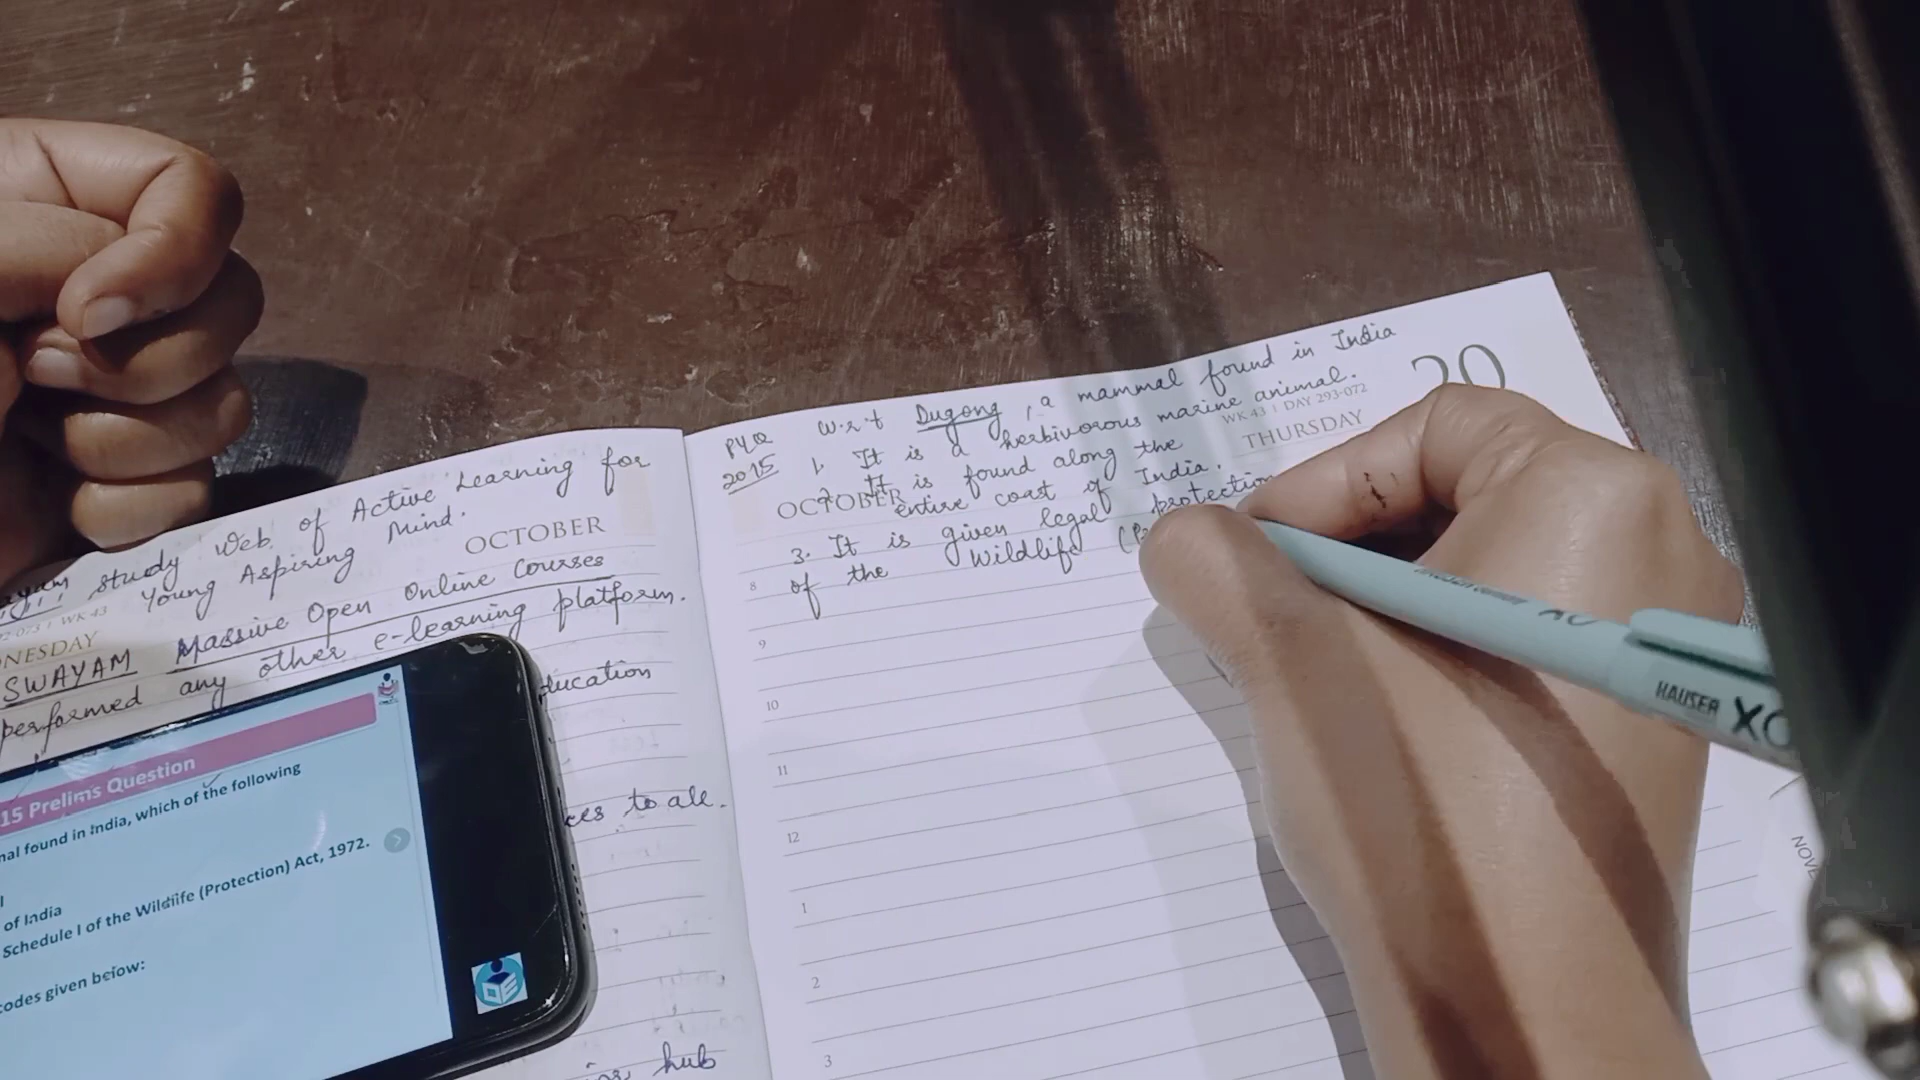 study Web of Active Learning for
Young Aspiring Mind.
OCTOBER
WK 43
SWAYAM Massive Open Online Courses
performed any other e-learning platform.
ducation
ces to all.
hub
15 Prelims Question
nal found in India, which of the following
of India
Schedule I of the Wildlife (Protection) Act, 1972.
codes given below:
PYQ
2015
w.r.t Dugong, a mammal found in India
1. It is a herbivorous marine animal.
2. It is found along the
entire coast of India.
3. It is given legal protection
of the Wildlife
20
WK 43 | DAY 293-072
THURSDAY
OCTOBER
8
9
10
11
12
1
2
3
HAUSER XO